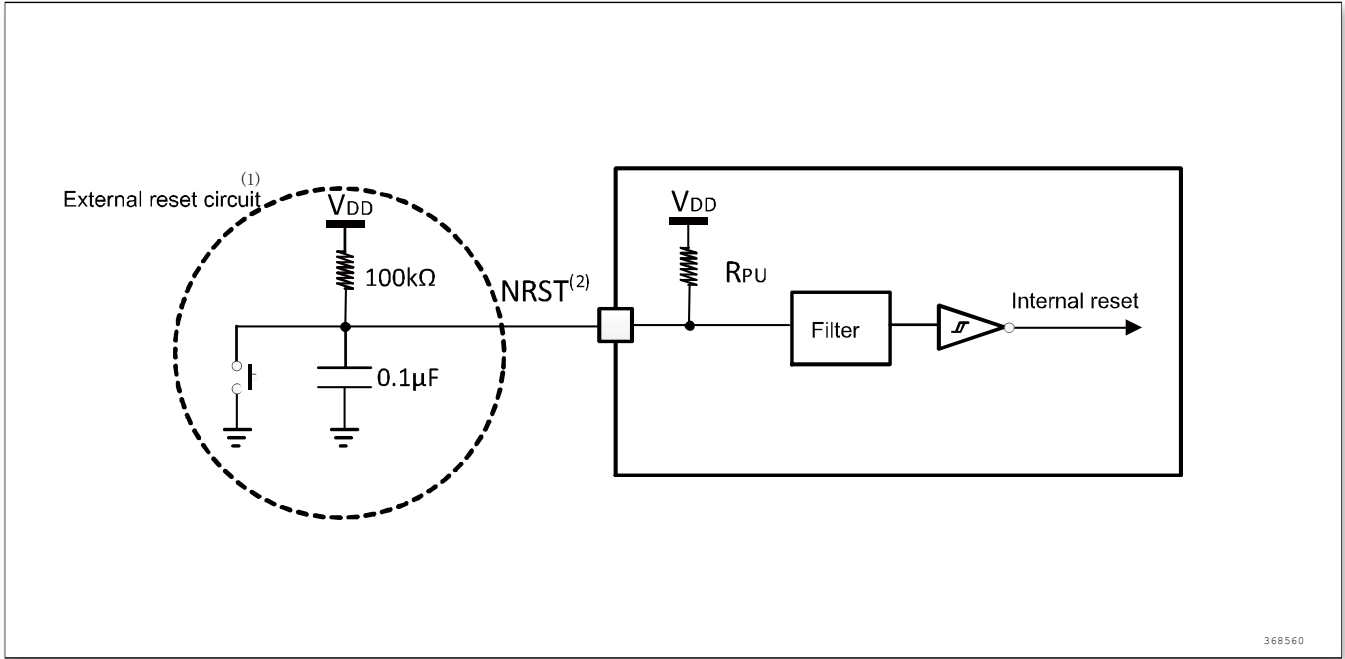 (1)
External reset circuit
VDD
100kΩ
0.1μF
NRST(2)
VDD
RPU
Filter
Internal reset
368560